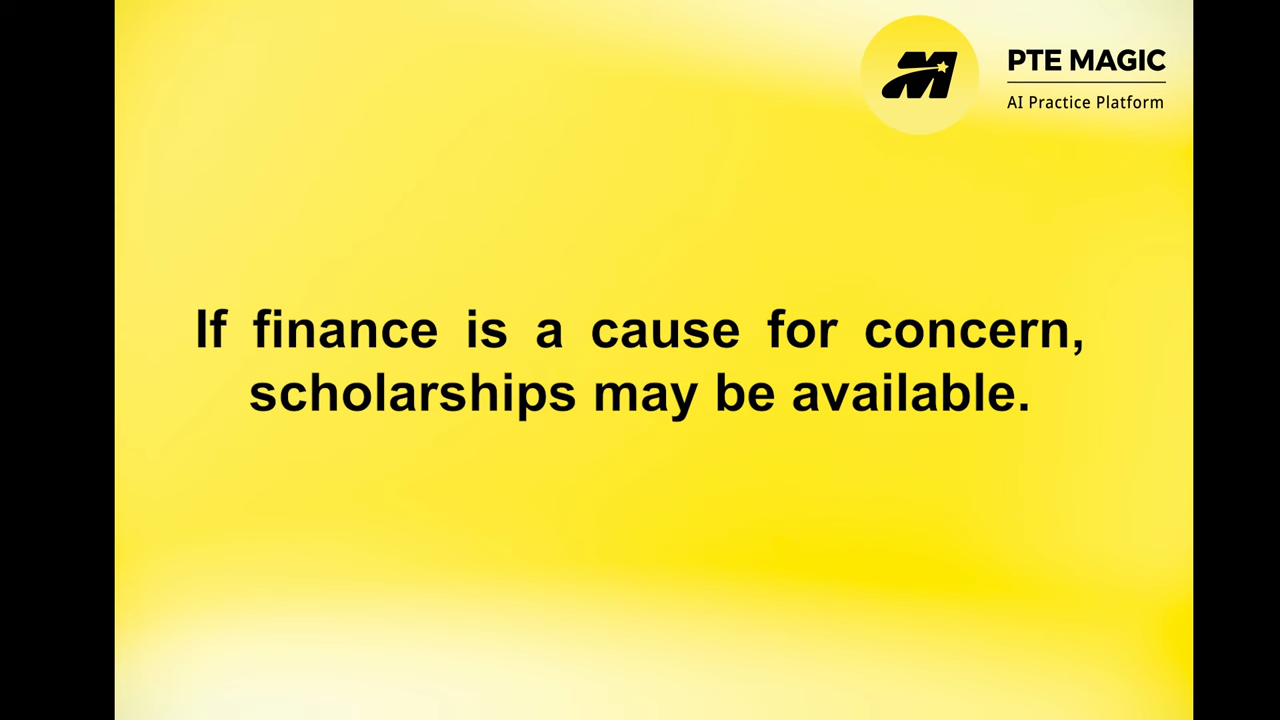 PTE MAGIC
AI Practice Platform
If finance is a cause for concern,
scholarships may be available.